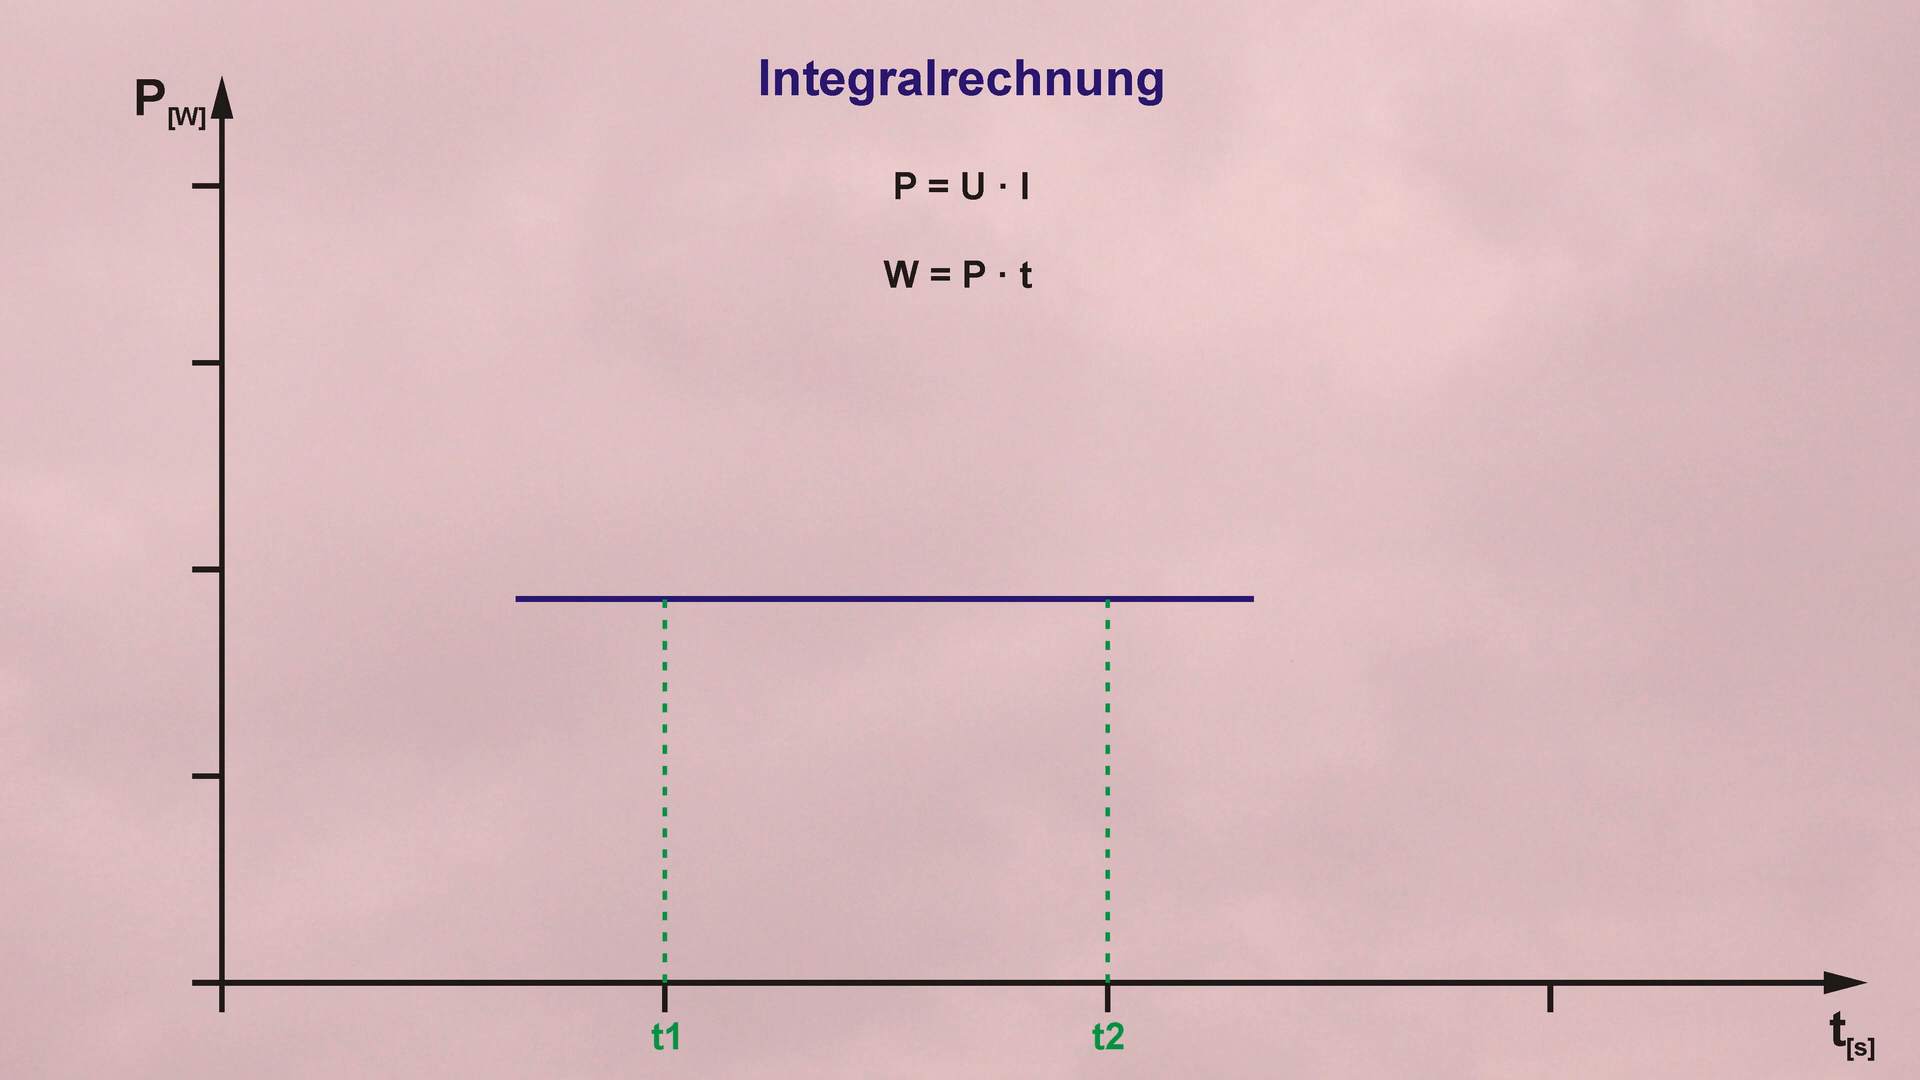 Integralrechnung
P[W]
P = U · I
W = P · t
t1
t2
t[s]